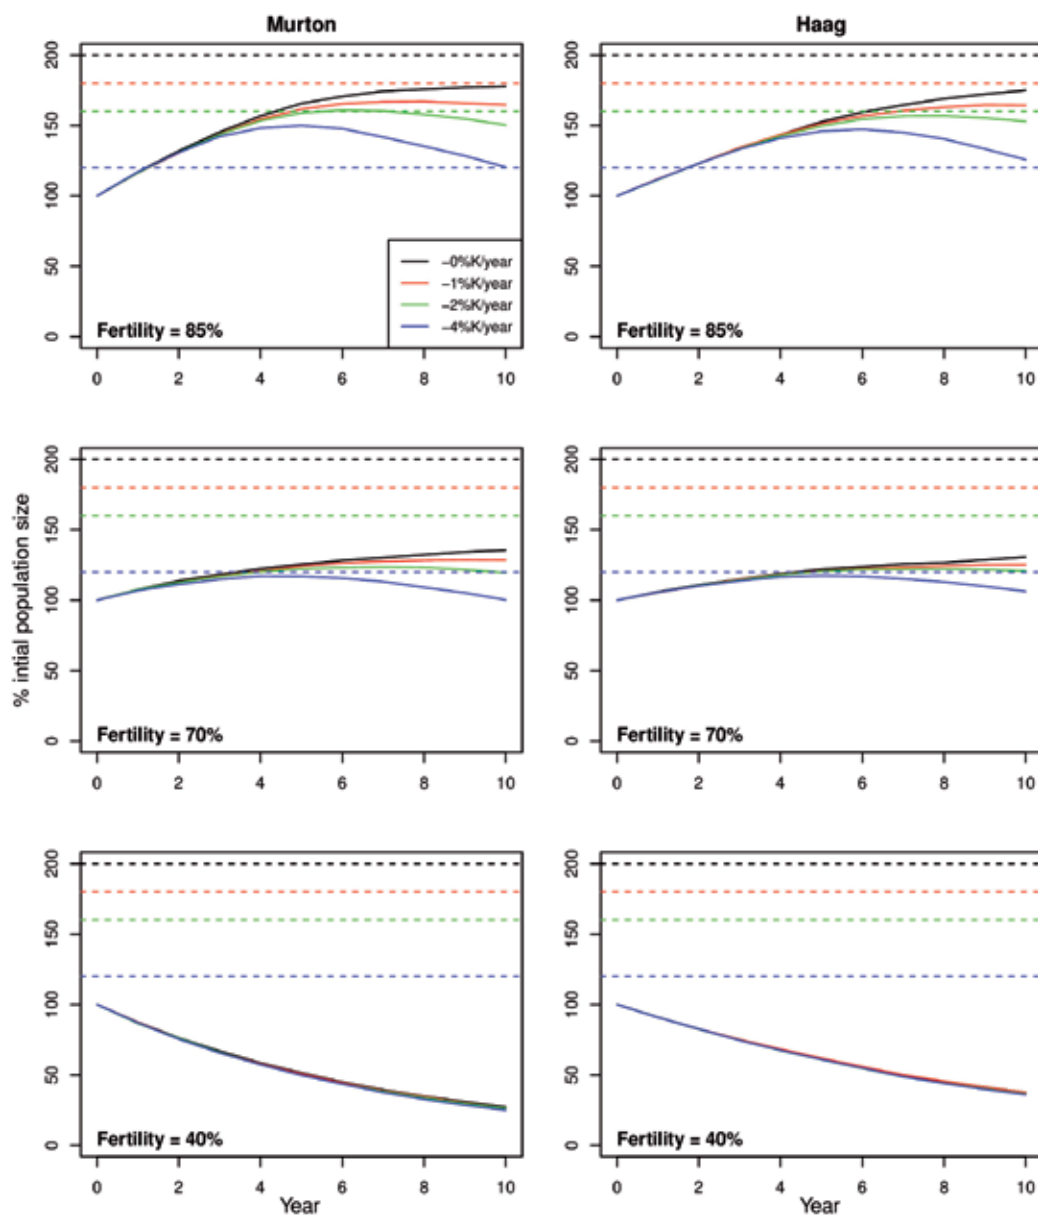 Murton
Haag
200
150
100
50
0
−0%K/year
−1%K/year
−2%K/year
−4%K/year
Fertility = 85%
0 2 4 6 8 10
200
150
100
50
0
Fertility = 85%
0 2 4 6 8 10
% intial population size
200
150
100
50
0
Fertility = 70%
0 2 4 6 8 10
200
150
100
50
0
Fertility = 70%
0 2 4 6 8 10
200
150
100
50
0
Fertility = 40%
0 2 4 6 8 10
Year
200
150
100
50
0
Fertility = 40%
0 2 4 6 8 10
Year